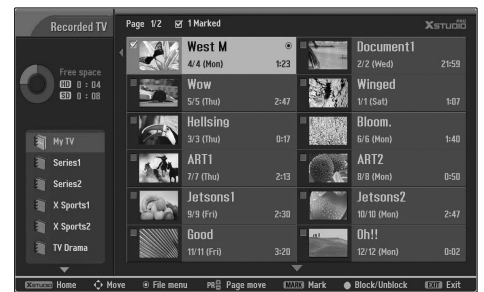 Recorded TV
Page 1/2 1 Marked
XSTUDIO PRO
Free space
HD 0 : 04
SD 0 : 08
My TV
Series1
Series2
X Sports1
X Sports2
TV Drama
West M
4/4 (Mon) 1:23
Document1
2/2 (Wed) 21:59
Wow
5/5 (Thu) 2:47
Winged
1/1 (Sat) 1:07
Hellsing
3/3 (Thu) 0:17
Bloom.
6/6 (Mon) 1:40
ART1
7/7 (Thu) 2:13
ART2
8/8 (Mon) 0:50
Jetsons1
9/9 (Fri) 2:30
Jetsons2
10/10 (Mon) 2:47
Good
11/11 (Fri) 3:20
Oh!!
12/12 (Mon) 0:02
XSTUDIO Home Move File menu PR Page move MARK Mark Block/Unblock EXIT Exit